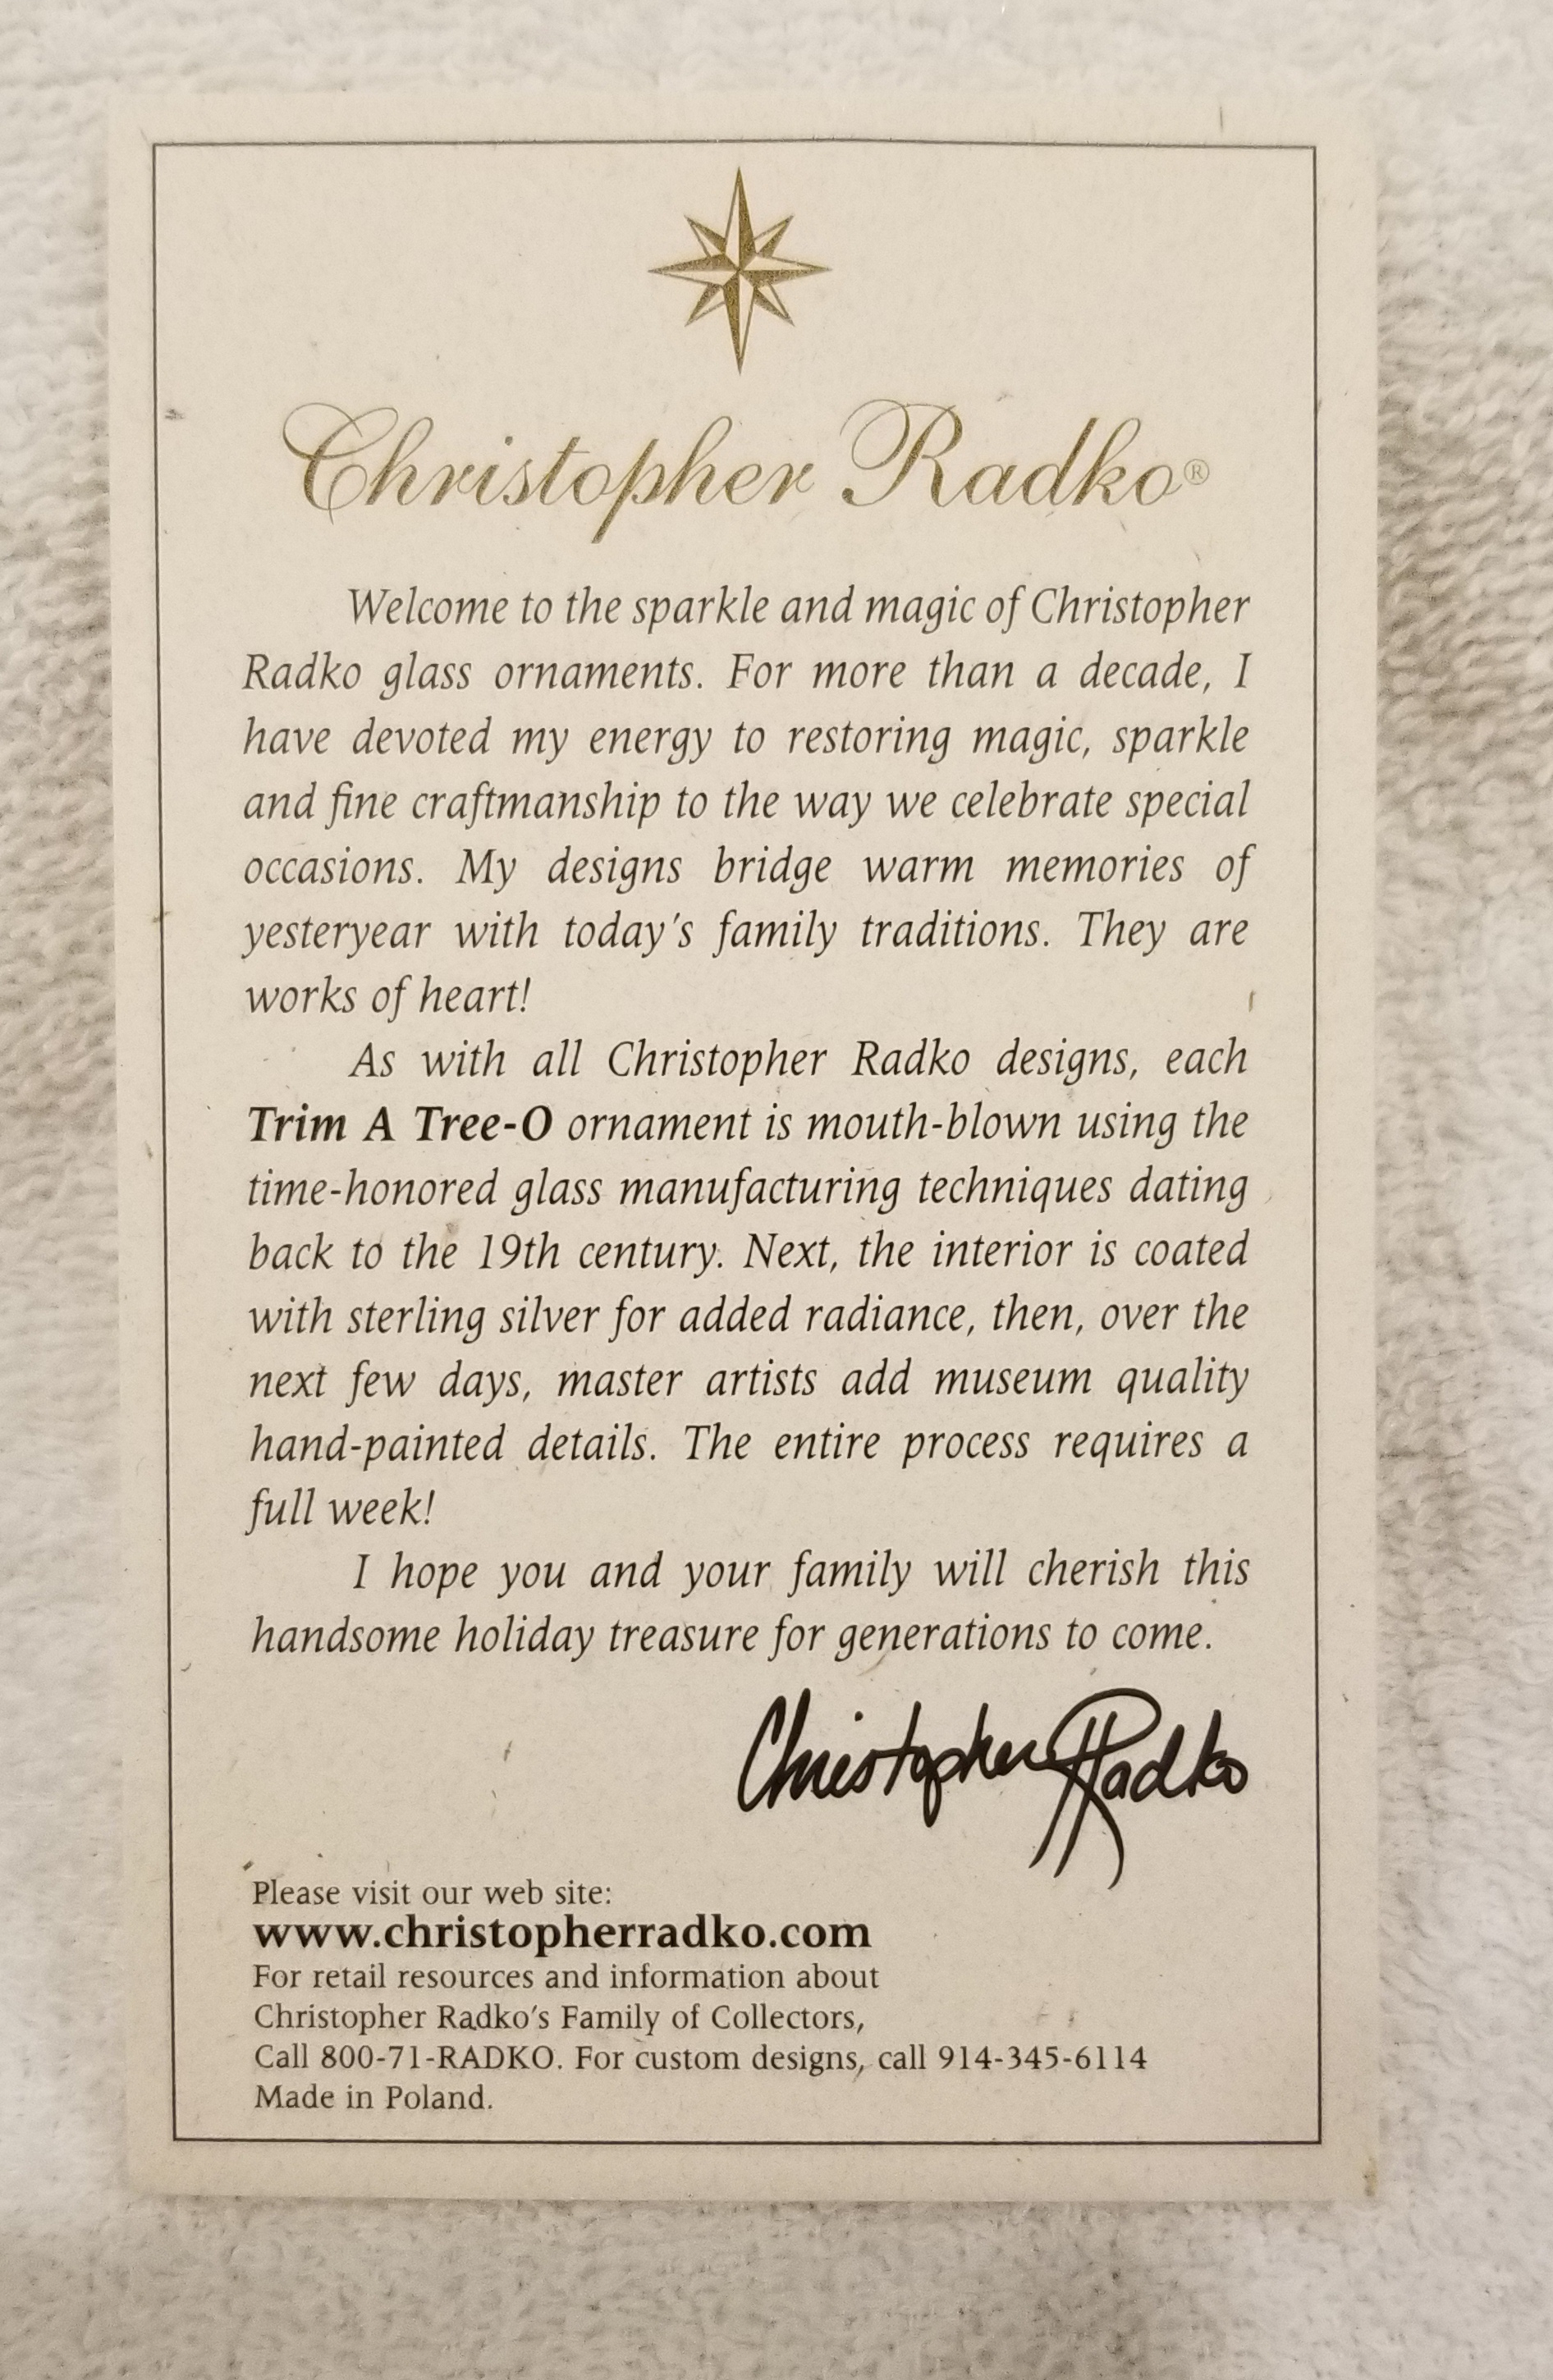 Christopher Radko®
Welcome to the sparkle and magic of Christopher
Radko glass ornaments. For more than a decade, I
have devoted my energy to restoring magic, sparkle
and fine craftmanship to the way we celebrate special
occasions. My designs bridge warm memories of
yesteryear with today's family traditions. They are
works of heart!
As with all Christopher Radko designs, each
Trim A Tree-O ornament is mouth-blown using the
time-honored glass manufacturing techniques dating
back to the 19th century. Next, the interior is coated
with sterling silver for added radiance, then, over the
next few days, master artists add museum quality
hand-painted details. The entire process requires a
full week!
I hope you and your family will cherish this
handsome holiday treasure for generations to come.
Christopher Radko
Please visit our web site:
www.christopherradko.com
For retail resources and information about
Christopher Radko's Family of Collectors,
Call 800-71-RADKO. For custom designs, call 914-345-6114
Made in Poland.